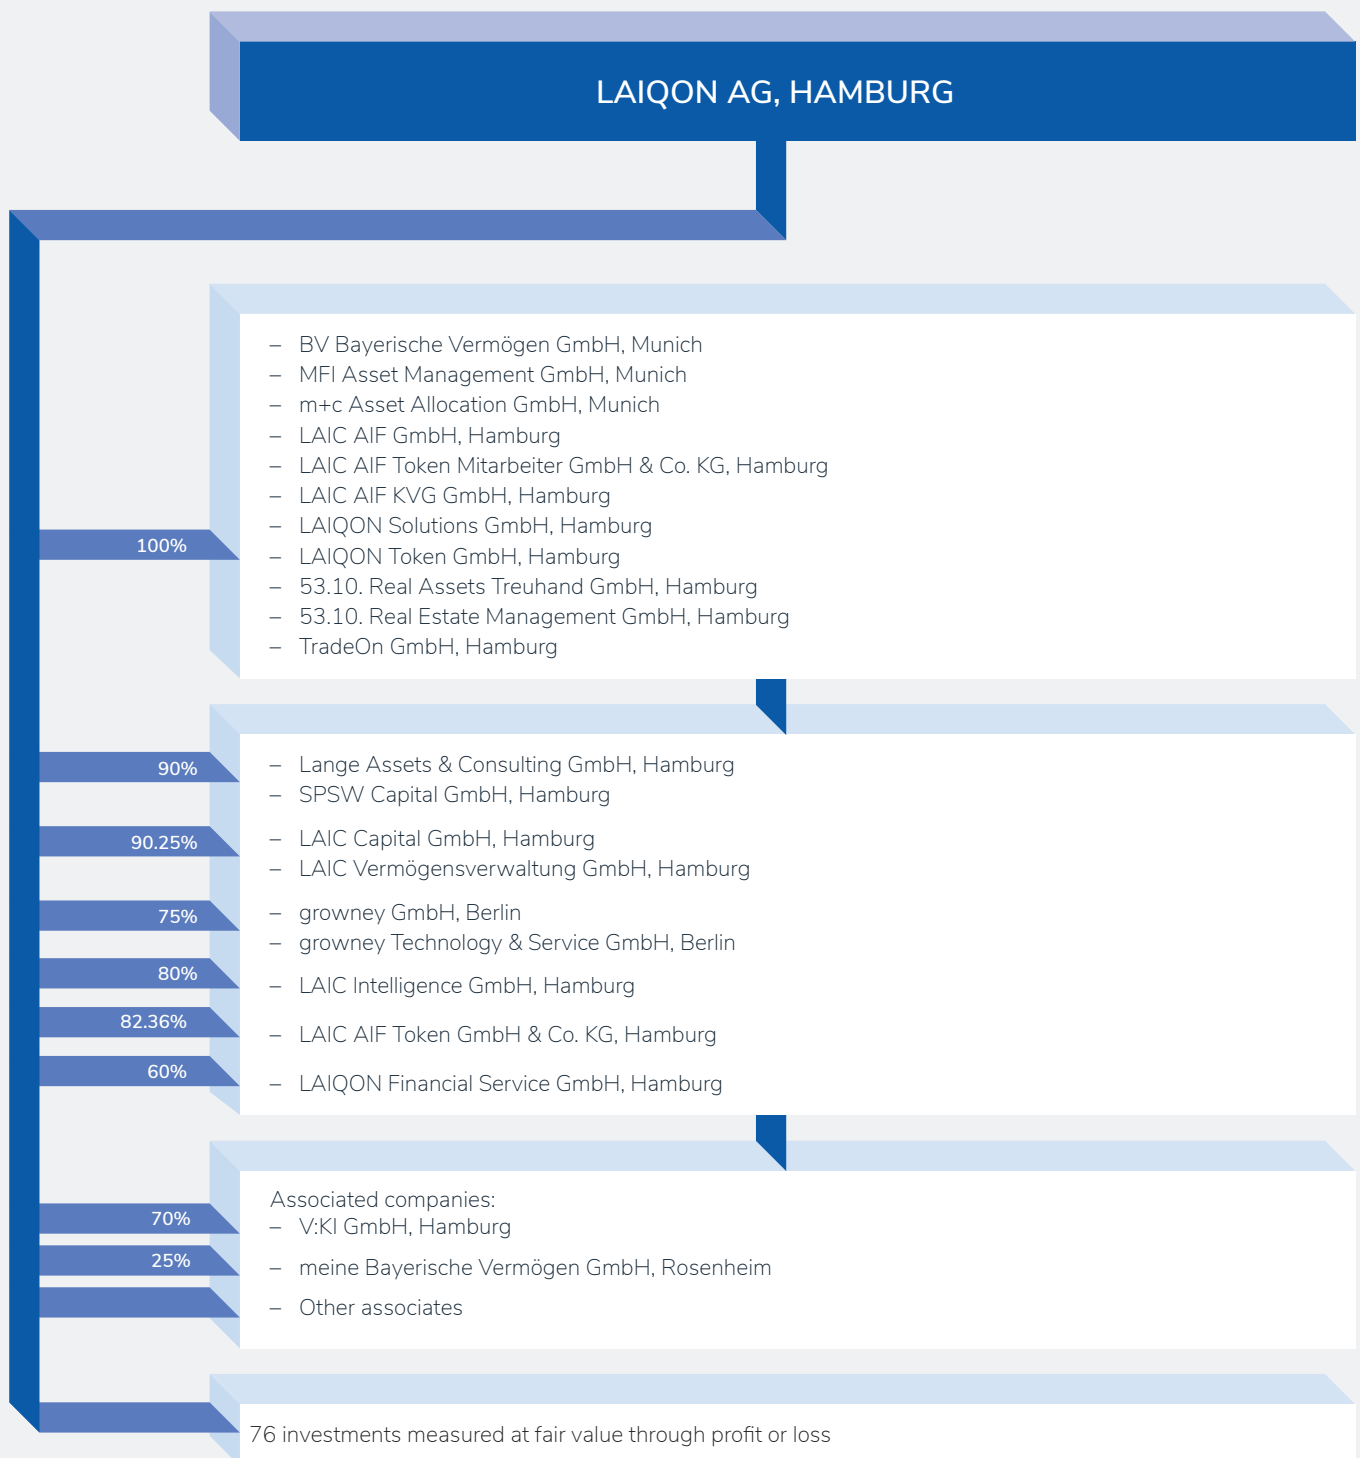 LAIQON AG, HAMBURG
– BV Bayerische Vermögen GmbH, Munich
– MFI Asset Management GmbH, Munich
– m+c Asset Allocation GmbH, Munich
– LAIC AIF GmbH, Hamburg
– LAIC AIF Token Mitarbeiter GmbH & Co. KG, Hamburg
– LAIC AIF KVG GmbH, Hamburg
– LAIQON Solutions GmbH, Hamburg
100%
– LAIQON Token GmbH, Hamburg
– 53.10. Real Assets Treuhand GmbH, Hamburg
– 53.10. Real Estate Management GmbH, Hamburg
– TradeOn GmbH, Hamburg
90%
– Lange Assets & Consulting GmbH, Hamburg
– SPSW Capital GmbH, Hamburg
90.25%
– LAIC Capital GmbH, Hamburg
– LAIC Vermögensverwaltung GmbH, Hamburg
75%
– growney GmbH, Berlin
– growney Technology & Service GmbH, Berlin
80%
– LAIC Intelligence GmbH, Hamburg
82.36%
– LAIC AIF Token GmbH & Co. KG, Hamburg
60%
– LAIQON Financial Service GmbH, Hamburg
Associated companies:
70%
– V:KI GmbH, Hamburg
25%
– meine Bayerische Vermögen GmbH, Rosenheim
– Other associates
76 investments measured at fair value through profit or loss